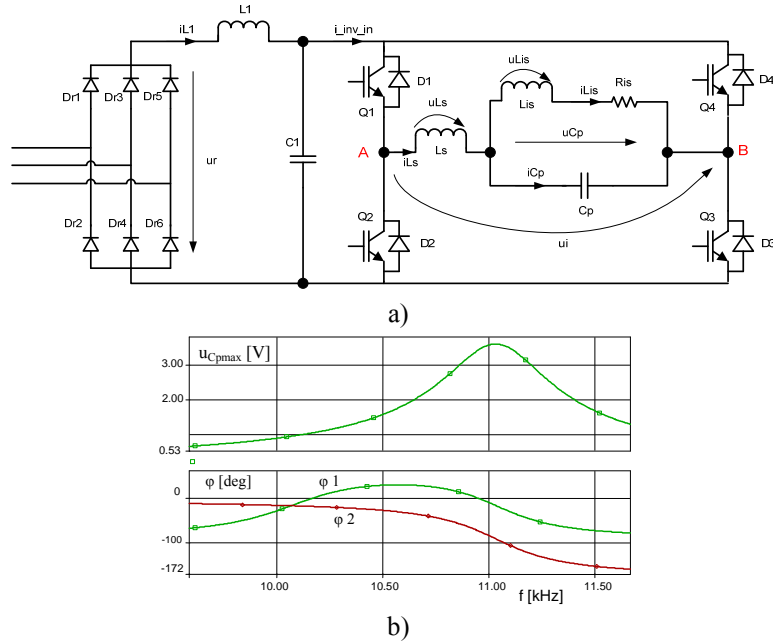 iL1
L1
i_inv_in
Dr1
Dr3
Dr5
ur
C1
Q1
D1
uLis
Lis
iLis
Ris
Q4
D4
uLs
A
iLs
Ls
uCp
B
iCp
Cp
Dr2
Dr4
Dr6
Q2
D2
ui
Q3
D3
a)
uCpmax [V]
3.00
2.00
0.53
φ [deg]
φ 1
0
φ 2
-100
-172
10.00
10.50
11.00
11.50
f [kHz]
b)